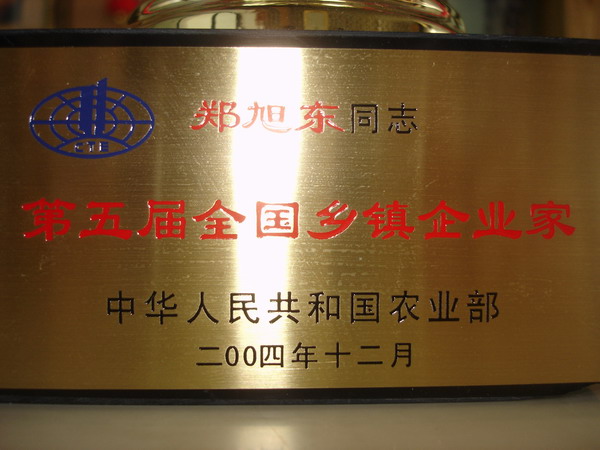 郑旭东同志
CTE
第五届全国乡镇企业家
中华人民共和国农业部
二00四年十二月